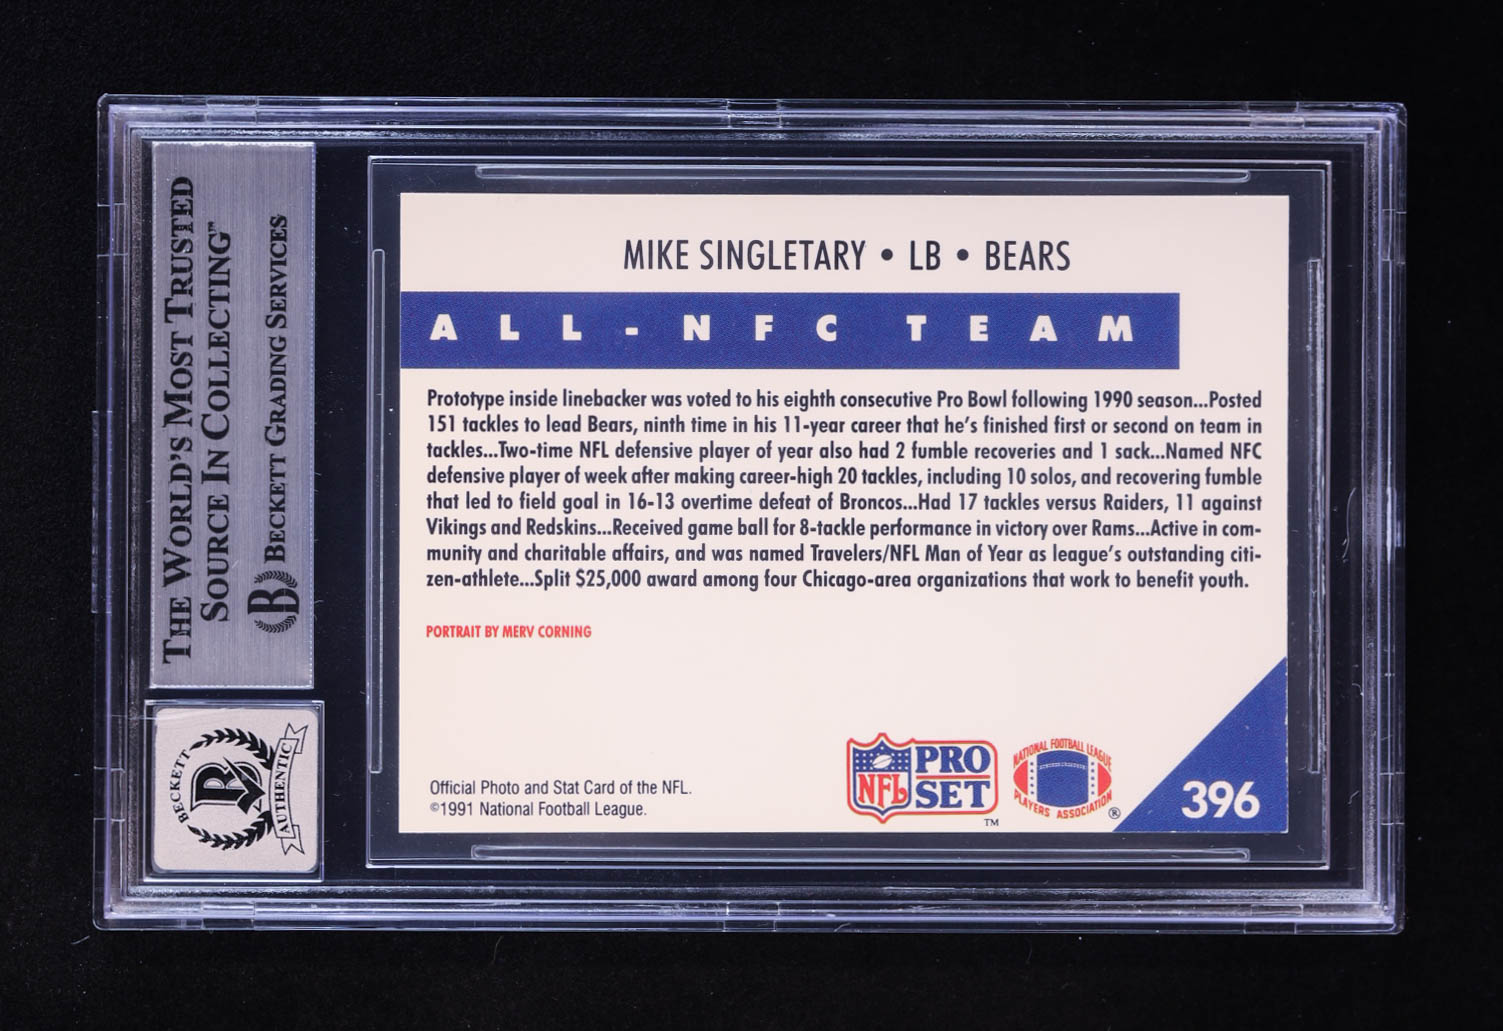 THE WORLD'S MOST TRUSTED
SOURCE IN COLLECTING™
BECKETT GRADING SERVICES
BECKETT
B
AUTHENTIC
MIKE SINGLETARY • LB • BEARS
ALL-NFC TEAM
Prototype inside linebacker was voted to his eighth consecutive Pro Bowl following 1990 season...Posted
151 tackles to lead Bears, ninth time in his 11-year career that he's finished first or second on team in
tackles...Two-time NFL defensive player of year also had 2 fumble recoveries and 1 sack...Named NFC
defensive player of week after making career-high 20 tackles, including 10 solos, and recovering fumble
that led to field goal in 16-13 overtime defeat of Broncos...Had 17 tackles versus Raiders, 11 against
Vikings and Redskins...Received game ball for 8-tackle performance in victory over Rams...Active in com-
munity and charitable affairs, and was named Travelers/NFL Man of Year as league's outstanding citi-
zen-athlete...Split $25,000 award among four Chicago-area organizations that work to benefit youth.
PORTRAIT BY MERV CORNING
Official Photo and Stat Card of the NFL.
©1991 National Football League.
NFL
PRO
SET
™
NATIONAL FOOTBALL LEAGUE
PLAYERS ASSOCIATION
®
396